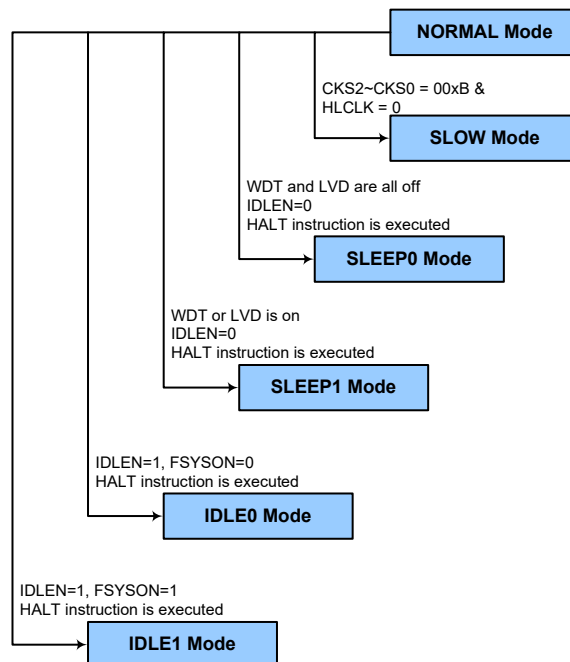 NORMAL Mode
CKS2~CKS0 = 00xB &
HLCLK = 0
SLOW Mode
WDT and LVD are all off
IDLEN=0
HALT instruction is executed
SLEEP0 Mode
WDT or LVD is on
IDLEN=0
HALT instruction is executed
SLEEP1 Mode
IDLEN=1, FSYSON=0
HALT instruction is executed
IDLE0 Mode
IDLEN=1, FSYSON=1
HALT instruction is executed
IDLE1 Mode